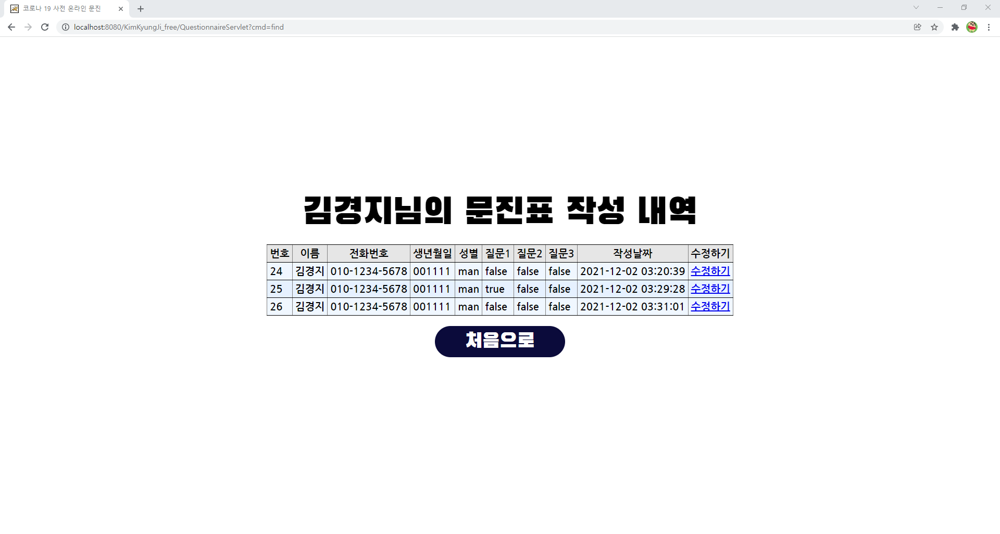 코로나 19 사전 온라인 문진
localhost:8080/KimKyungJi_free/QuestionnaireServlet?cmd=find
김경지님의 문진표 작성 내역
번호 이름 전화번호 생년월일 성별 질문1 질문2 질문3 작성날짜 수정하기
24 김경지 010-1234-5678 001111 man false false false 2021-12-02 03:20:39 수정하기
25 김경지 010-1234-5678 001111 man true false false 2021-12-02 03:29:28 수정하기
26 김경지 010-1234-5678 001111 man false false false 2021-12-02 03:31:01 수정하기
처음으로